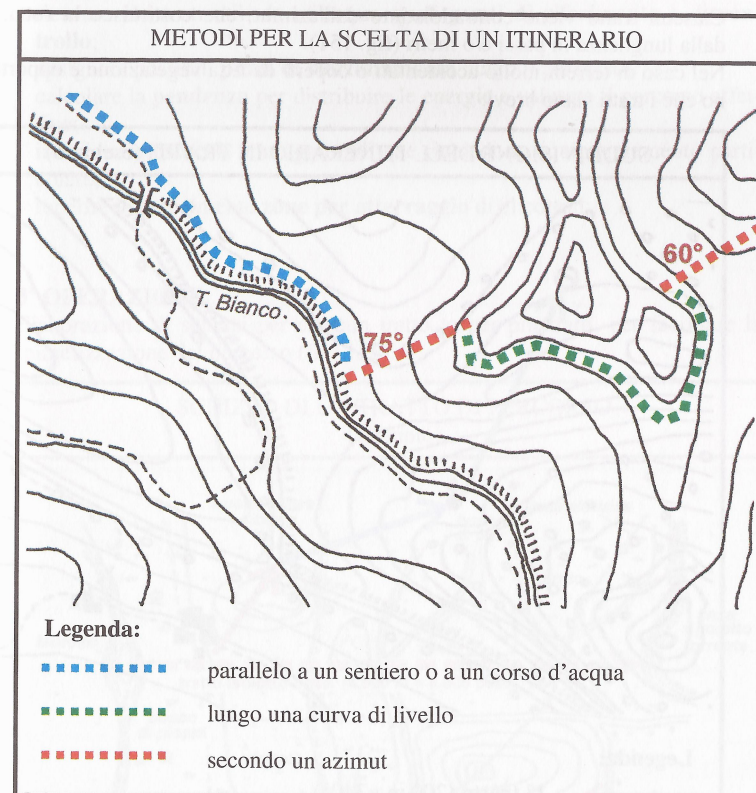 METODI PER LA SCELTA DI UN ITINERARIO
60°
T. Bianco
75°
Legenda:
parallelo a un sentiero o a un corso d'acqua
lungo una curva di livello
secondo un azimut